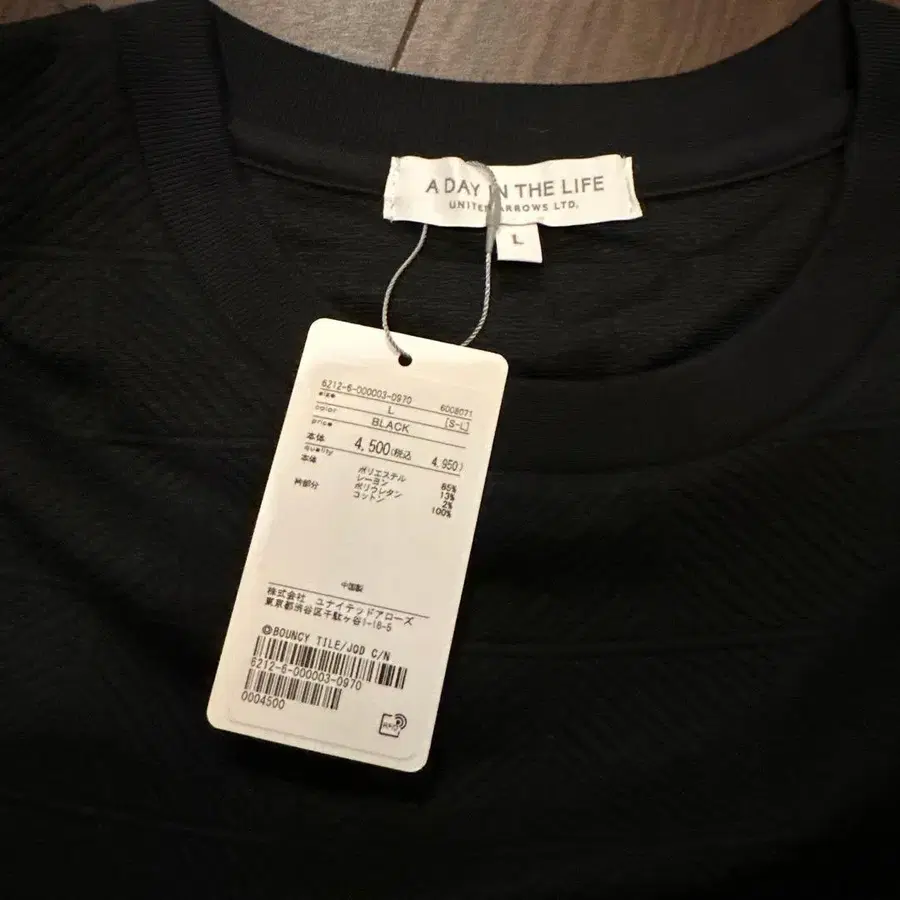 A DAY IN THE LIFE
UNITED ARROWS LTD.
L
6212-6-000003-0970
size L 6008071
color BLACK [S-L]
price
本体 4,500(税込 4,950)
quality
本体 ポリエステル 85%
レーヨン 13%
ポリウレタン 2%
衿部分 コットン 100%
中国製
株式会社 ユナイテッドアローズ
東京都渋谷区千駄ヶ谷1-18-5
©BOUNCY TILE/JQD C/N
6212-6-000003-0970
0004500
RFID